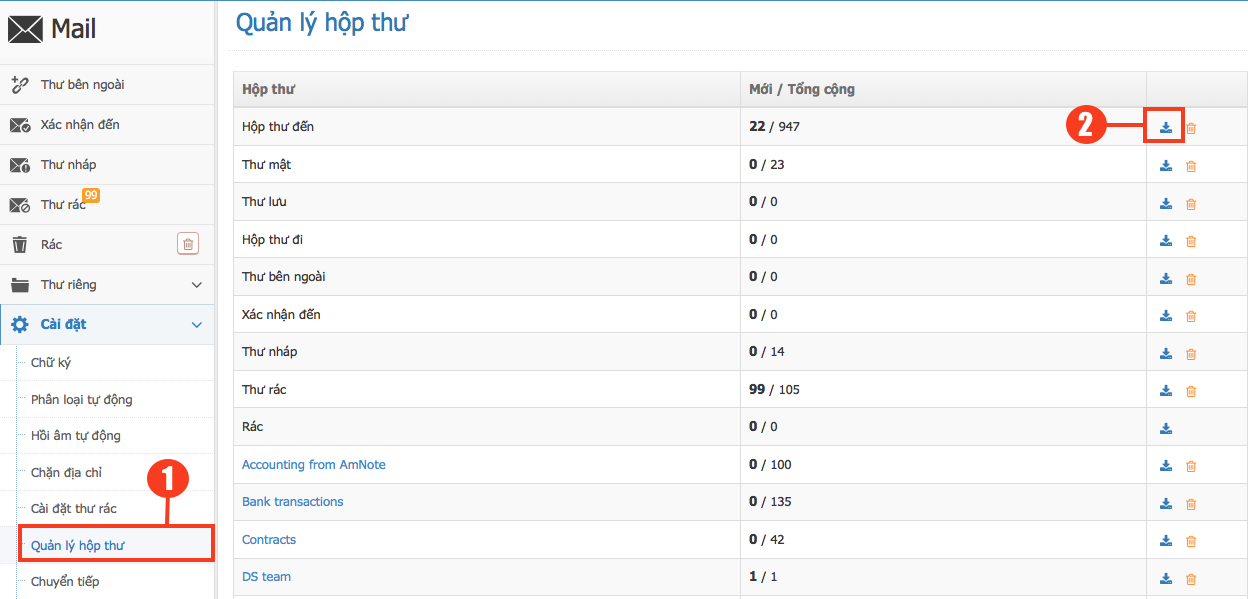 Mail
Thư bên ngoài
Xác nhận đến
Thư nháp
Thư rác 99
Rác
Thư riêng
Cài đặt
Chữ ký
Phân loại tự động
Hồi âm tự động
Chặn địa chỉ
1
Cài đặt thư rác
Quản lý hộp thư
Chuyển tiếp
Quản lý hộp thư
Hộp thư Mới / Tổng cộng
Hộp thư đến 22 / 947 2
Thư mật 0 / 23
Thư lưu 0 / 0
Hộp thư đi 0 / 0
Thư bên ngoài 0 / 0
Xác nhận đến 0 / 0
Thư nháp 0 / 14
Thư rác 99 / 105
Rác 0 / 0
Accounting from AmNote 0 / 100
Bank transactions 0 / 135
Contracts 0 / 42
DS team 1 / 1